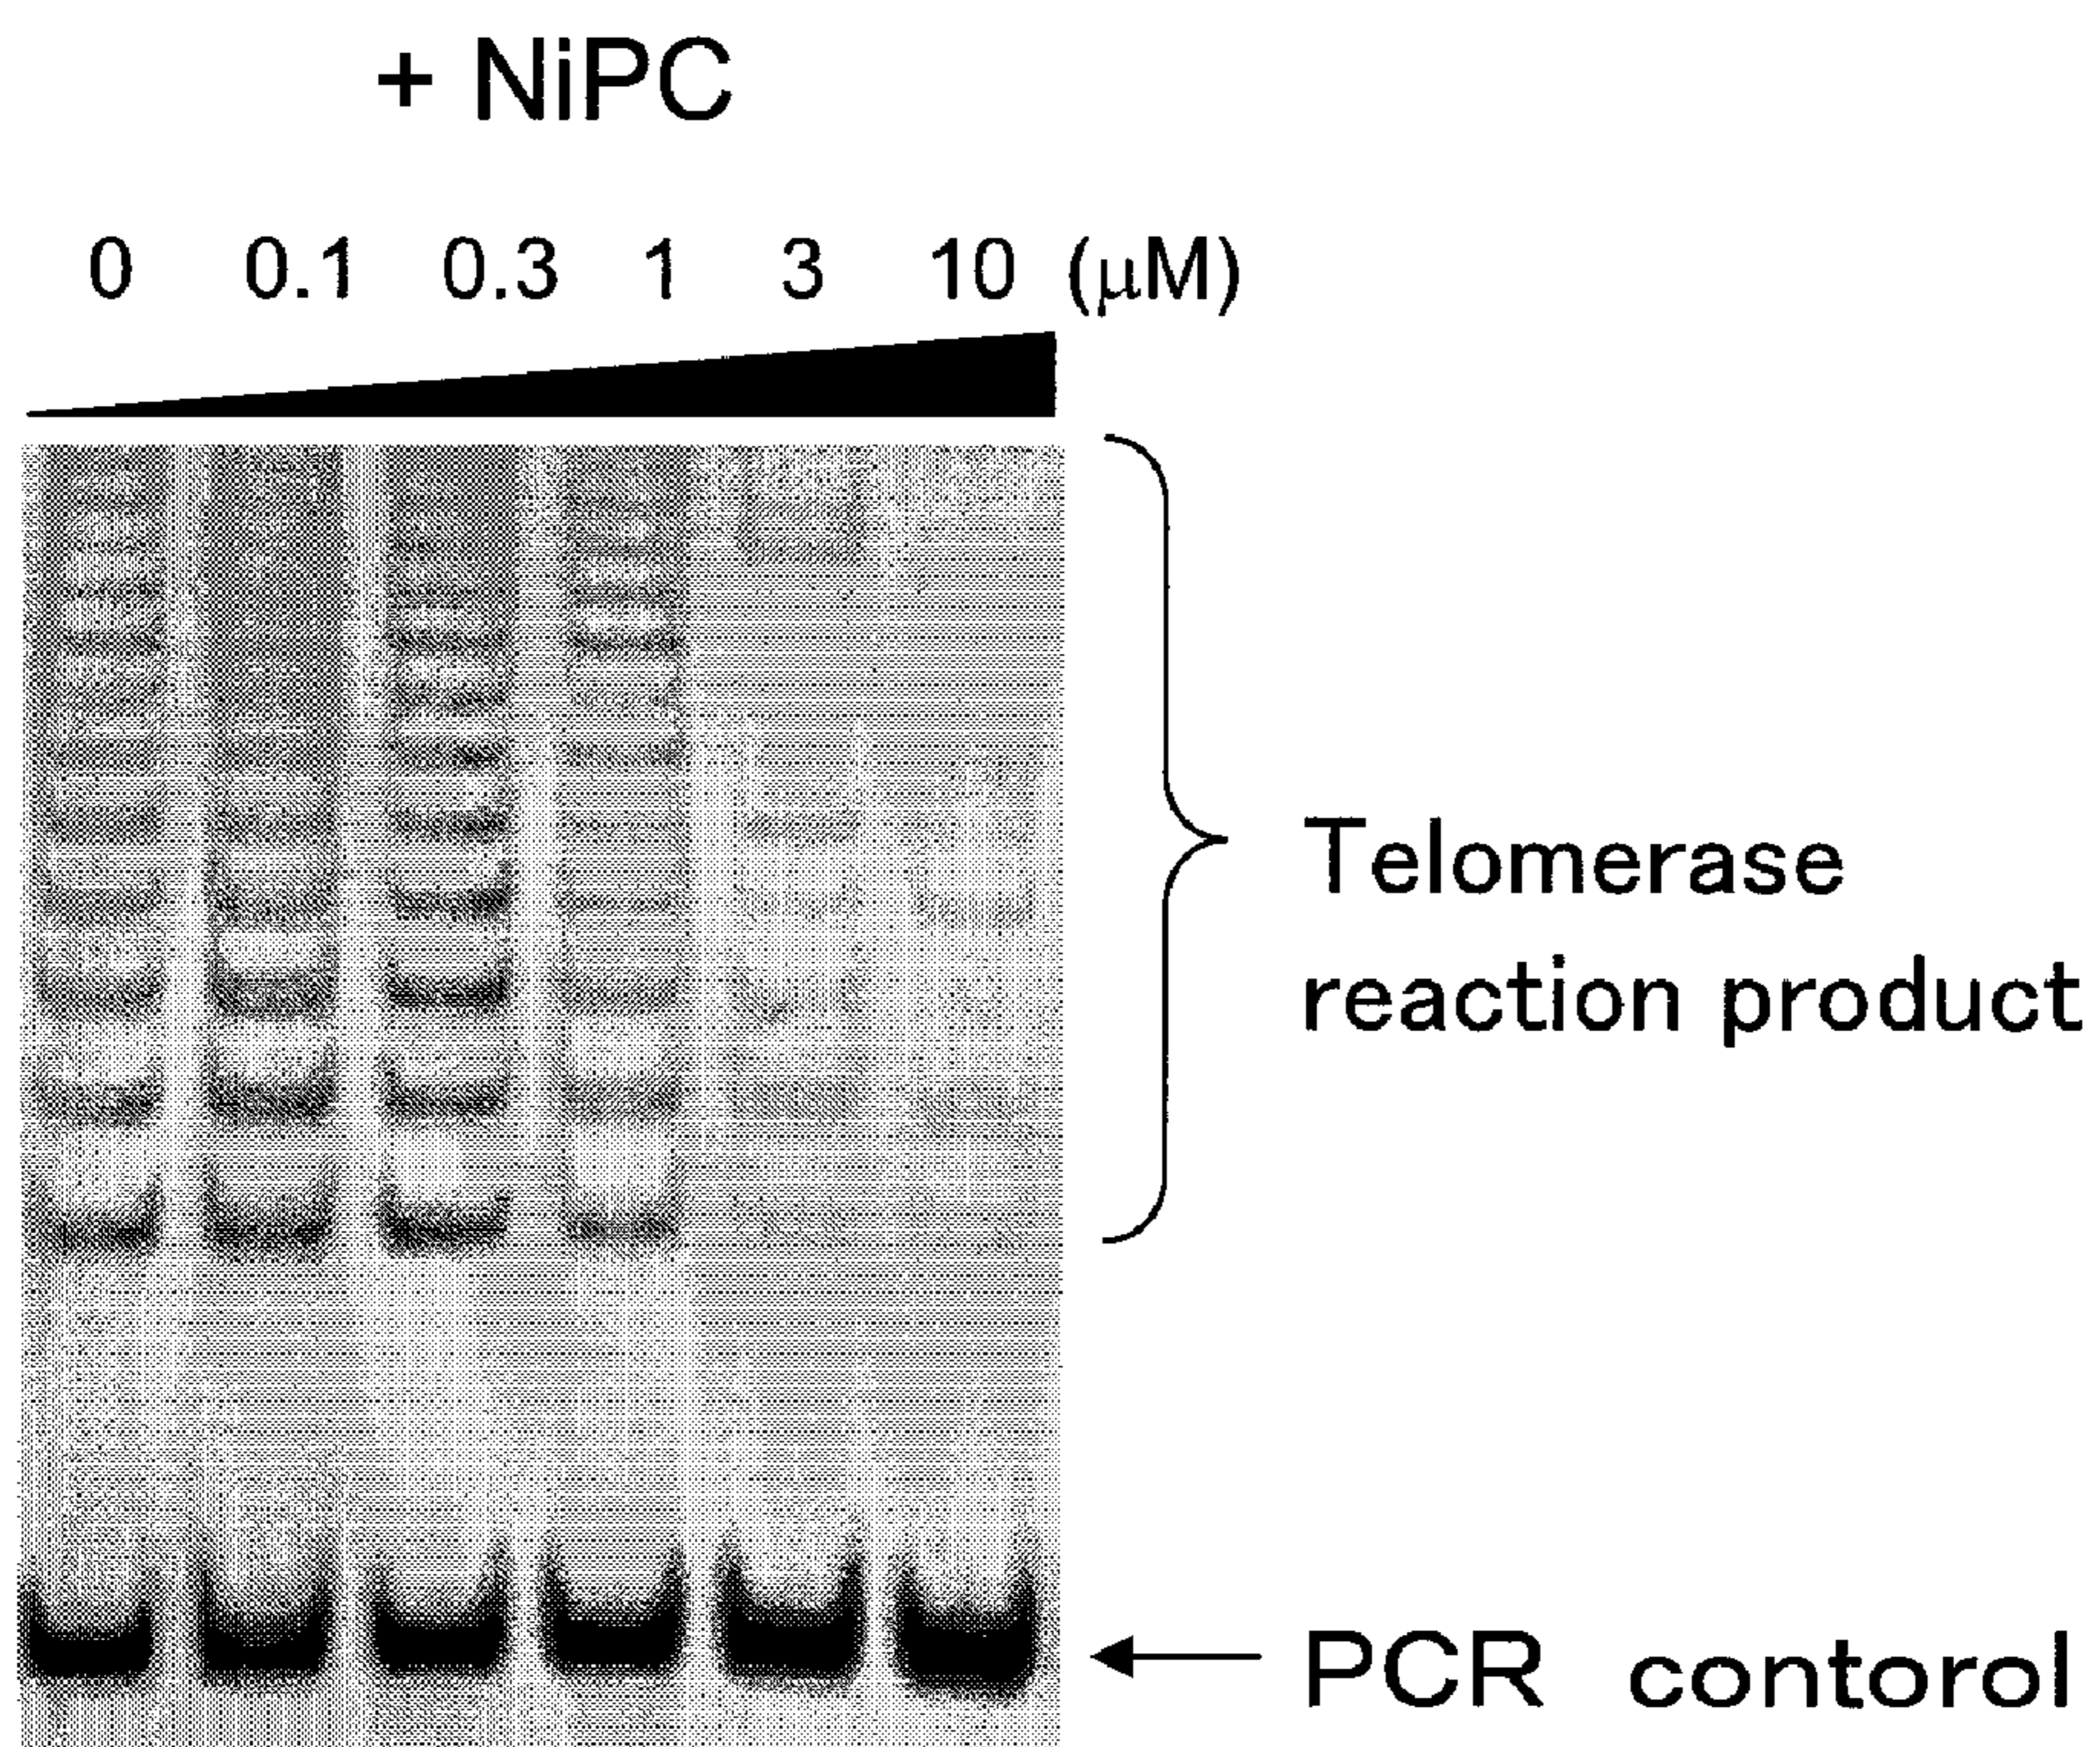 + NiPC
0 0.1 0.3 1 3 10 (μM)
Telomerase
reaction product
PCR contorol